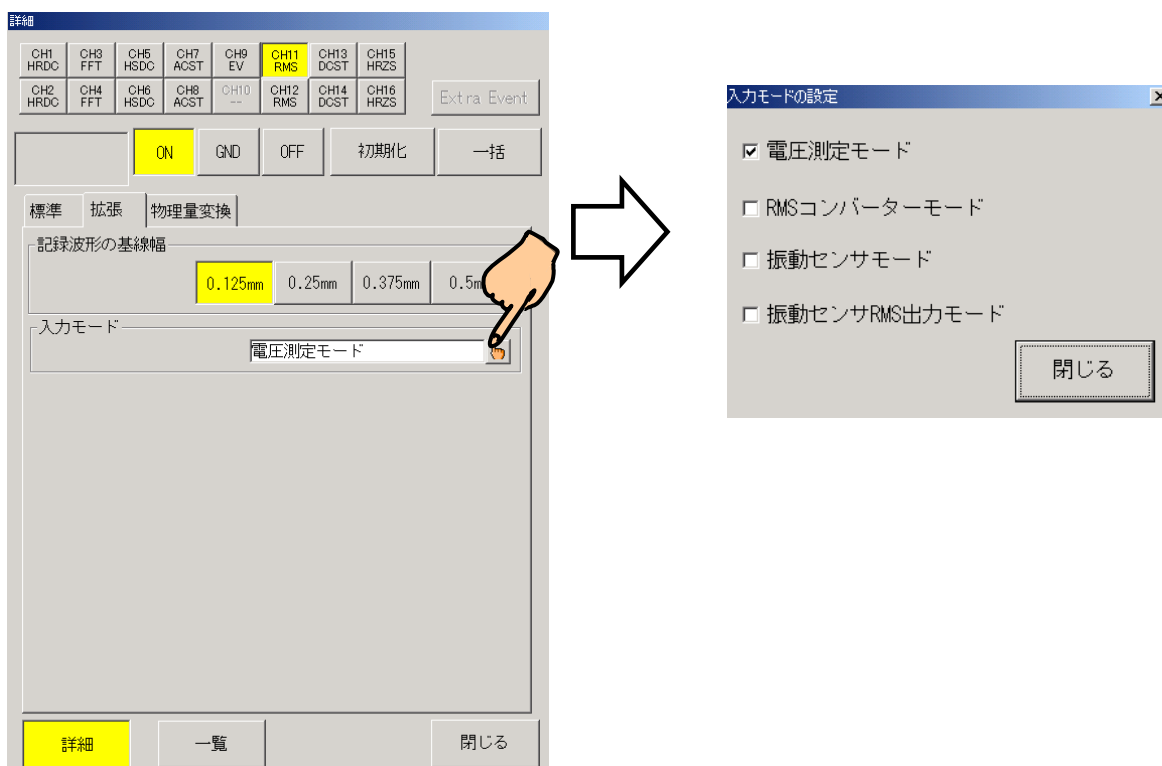 詳細
CH1 HRDC CH3 FFT CH5 HSDC CH7 ACST CH9 EV CH11 RMS CH13 DCST CH15 HRZS
CH2 HRDC CH4 FFT CH6 HSDC CH8 ACST CH10 -- CH12 RMS CH14 DCST CH16 HRZS Extra Event
ON GND OFF 初期化 一括
標準 拡張 物理量変換
記録波形の基線幅
0.125mm 0.25mm 0.375mm
入力モード
電圧測定モード
詳細 一覧 閉じる
入力モードの設定
電圧測定モード
RMSコンバーターモード
振動センサモード
振動センサRMS出力モード
閉じる